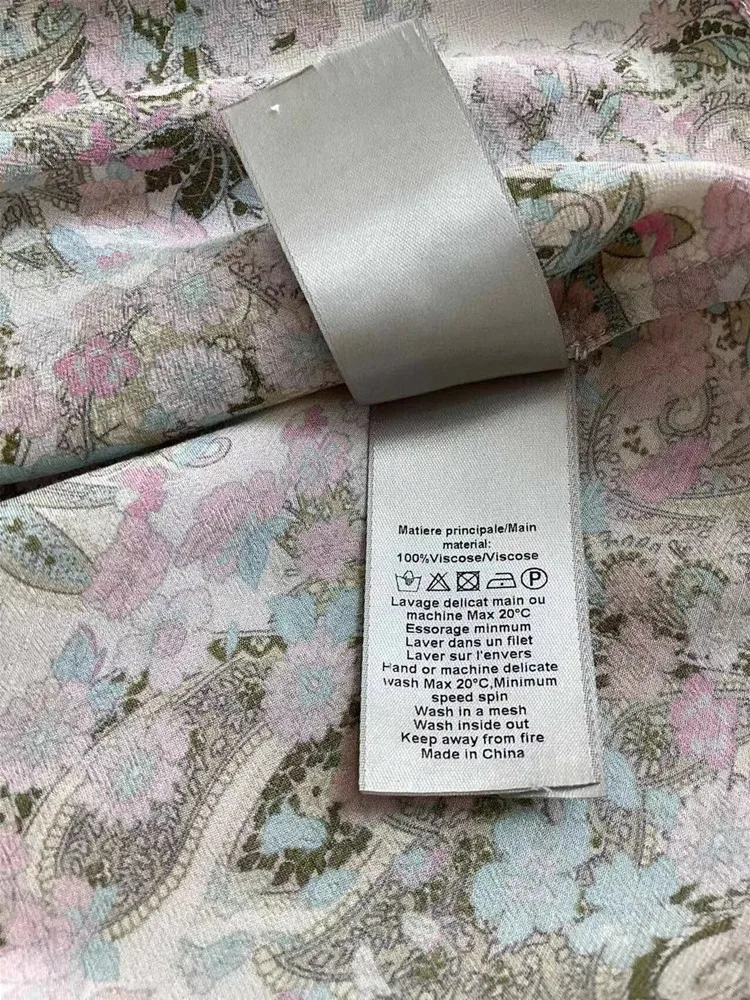 Matiere principale/Main
material:
100%Viscose/Viscose
P
Lavage delicat main ou
machine Max 20°C
Essorage minmum
Laver dans un filet
Laver sur l'envers
Hand or machine delicate
wash Max 20°C,Minimum
speed spin
Wash in a mesh
Wash inside out
Keep away from fire
Made in China